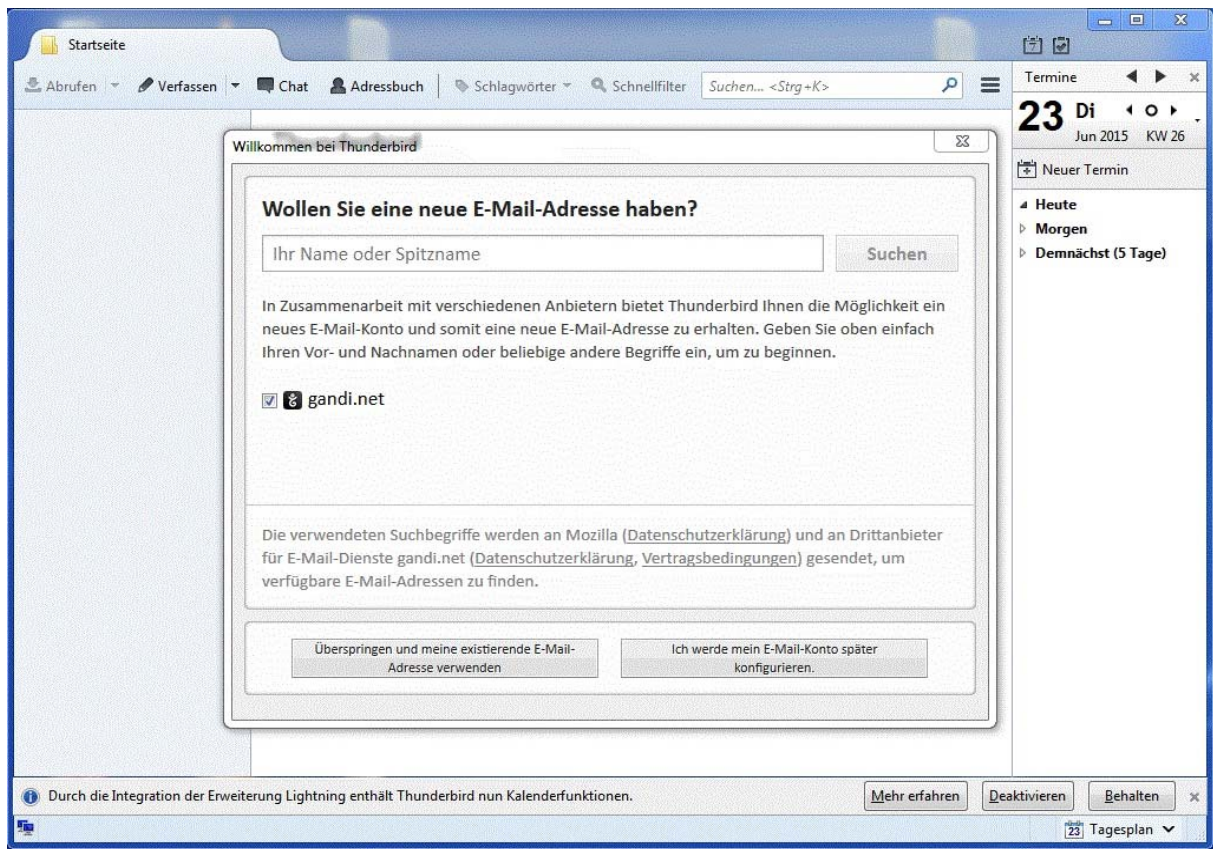 Startseite
Abrufen Verfassen Chat Adressbuch Schlagwörter Schnellfilter Suchen... <Strg+K>
Termine
23 Di
Jun 2015 KW 26
Neuer Termin
Heute
Morgen
Demnächst (5 Tage)
Willkommen bei Thunderbird
Wollen Sie eine neue E-Mail-Adresse haben?
Ihr Name oder Spitzname Suchen
In Zusammenarbeit mit verschiedenen Anbietern bietet Thunderbird Ihnen die Möglichkeit ein
neues E-Mail-Konto und somit eine neue E-Mail-Adresse zu erhalten. Geben Sie oben einfach
Ihren Vor- und Nachnamen oder beliebige andere Begriffe ein, um zu beginnen.
gandi.net
Die verwendeten Suchbegriffe werden an Mozilla (Datenschutzerklärung) und an Drittanbieter
für E-Mail-Dienste gandi.net (Datenschutzerklärung, Vertragsbedingungen) gesendet, um
verfügbare E-Mail-Adressen zu finden.
Überspringen und meine existierende E-Mail-
Adresse verwenden
Ich werde mein E-Mail-Konto später
konfigurieren.
Durch die Integration der Erweiterung Lightning enthält Thunderbird nun Kalenderfunktionen. Mehr erfahren Deaktivieren Behalten
23 Tagesplan